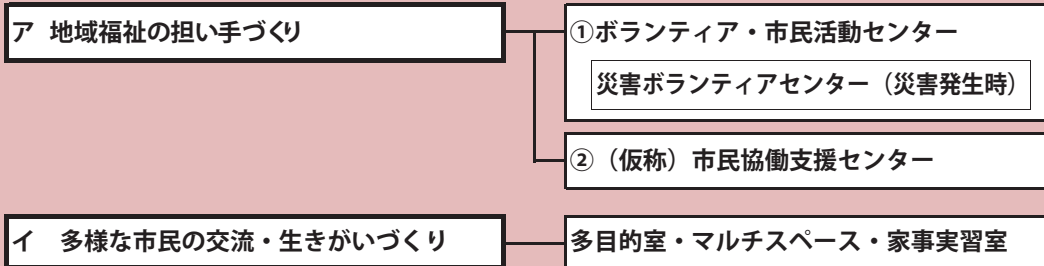 ア 地域福祉の担い手づくり
①ボランティア・市民活動センター
災害ボランティアセンター（災害発生時）
②（仮称）市民協働支援センター
イ 多様な市民の交流・生きがいづくり
多目的室・マルチスペース・家事実習室